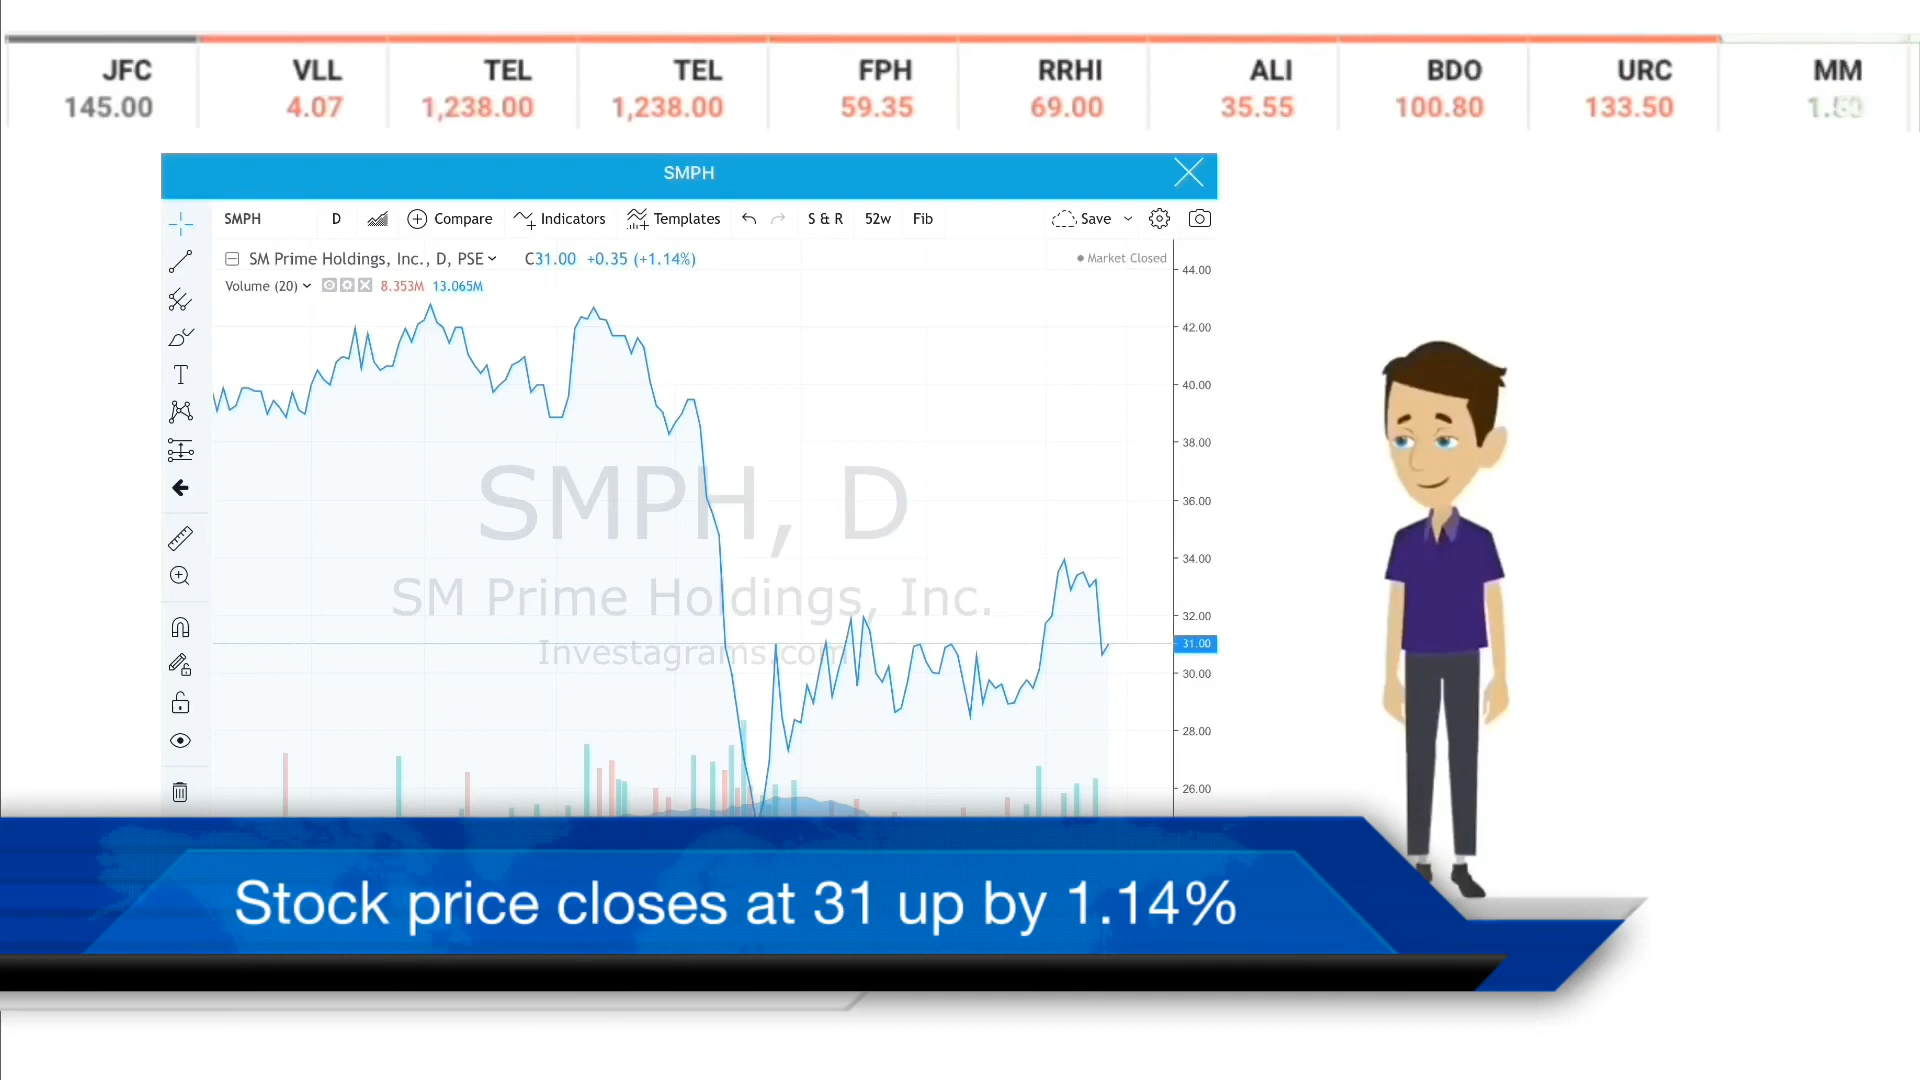 JFC VLL TEL TEL FPH RRHI ALI BDO URC MM
145.00 4.07 1,238.00 1,238.00 59.35 69.00 35.55 100.80 133.50
SMPH
SMPH D Compare Indicators Templates S & R 52w Fib Save
SM Prime Holdings, Inc., D, PSE C31.00 +0.35 (+1.14%) Market Closed
Volume (20) 8.353M 13.065M
44.00
42.00
40.00
38.00
36.00
34.00
32.00
31.00
30.00
28.00
26.00
SMPH, D
SM Prime Holdings, Inc.
Investagrams.com
Stock price closes at 31 up by 1.14%